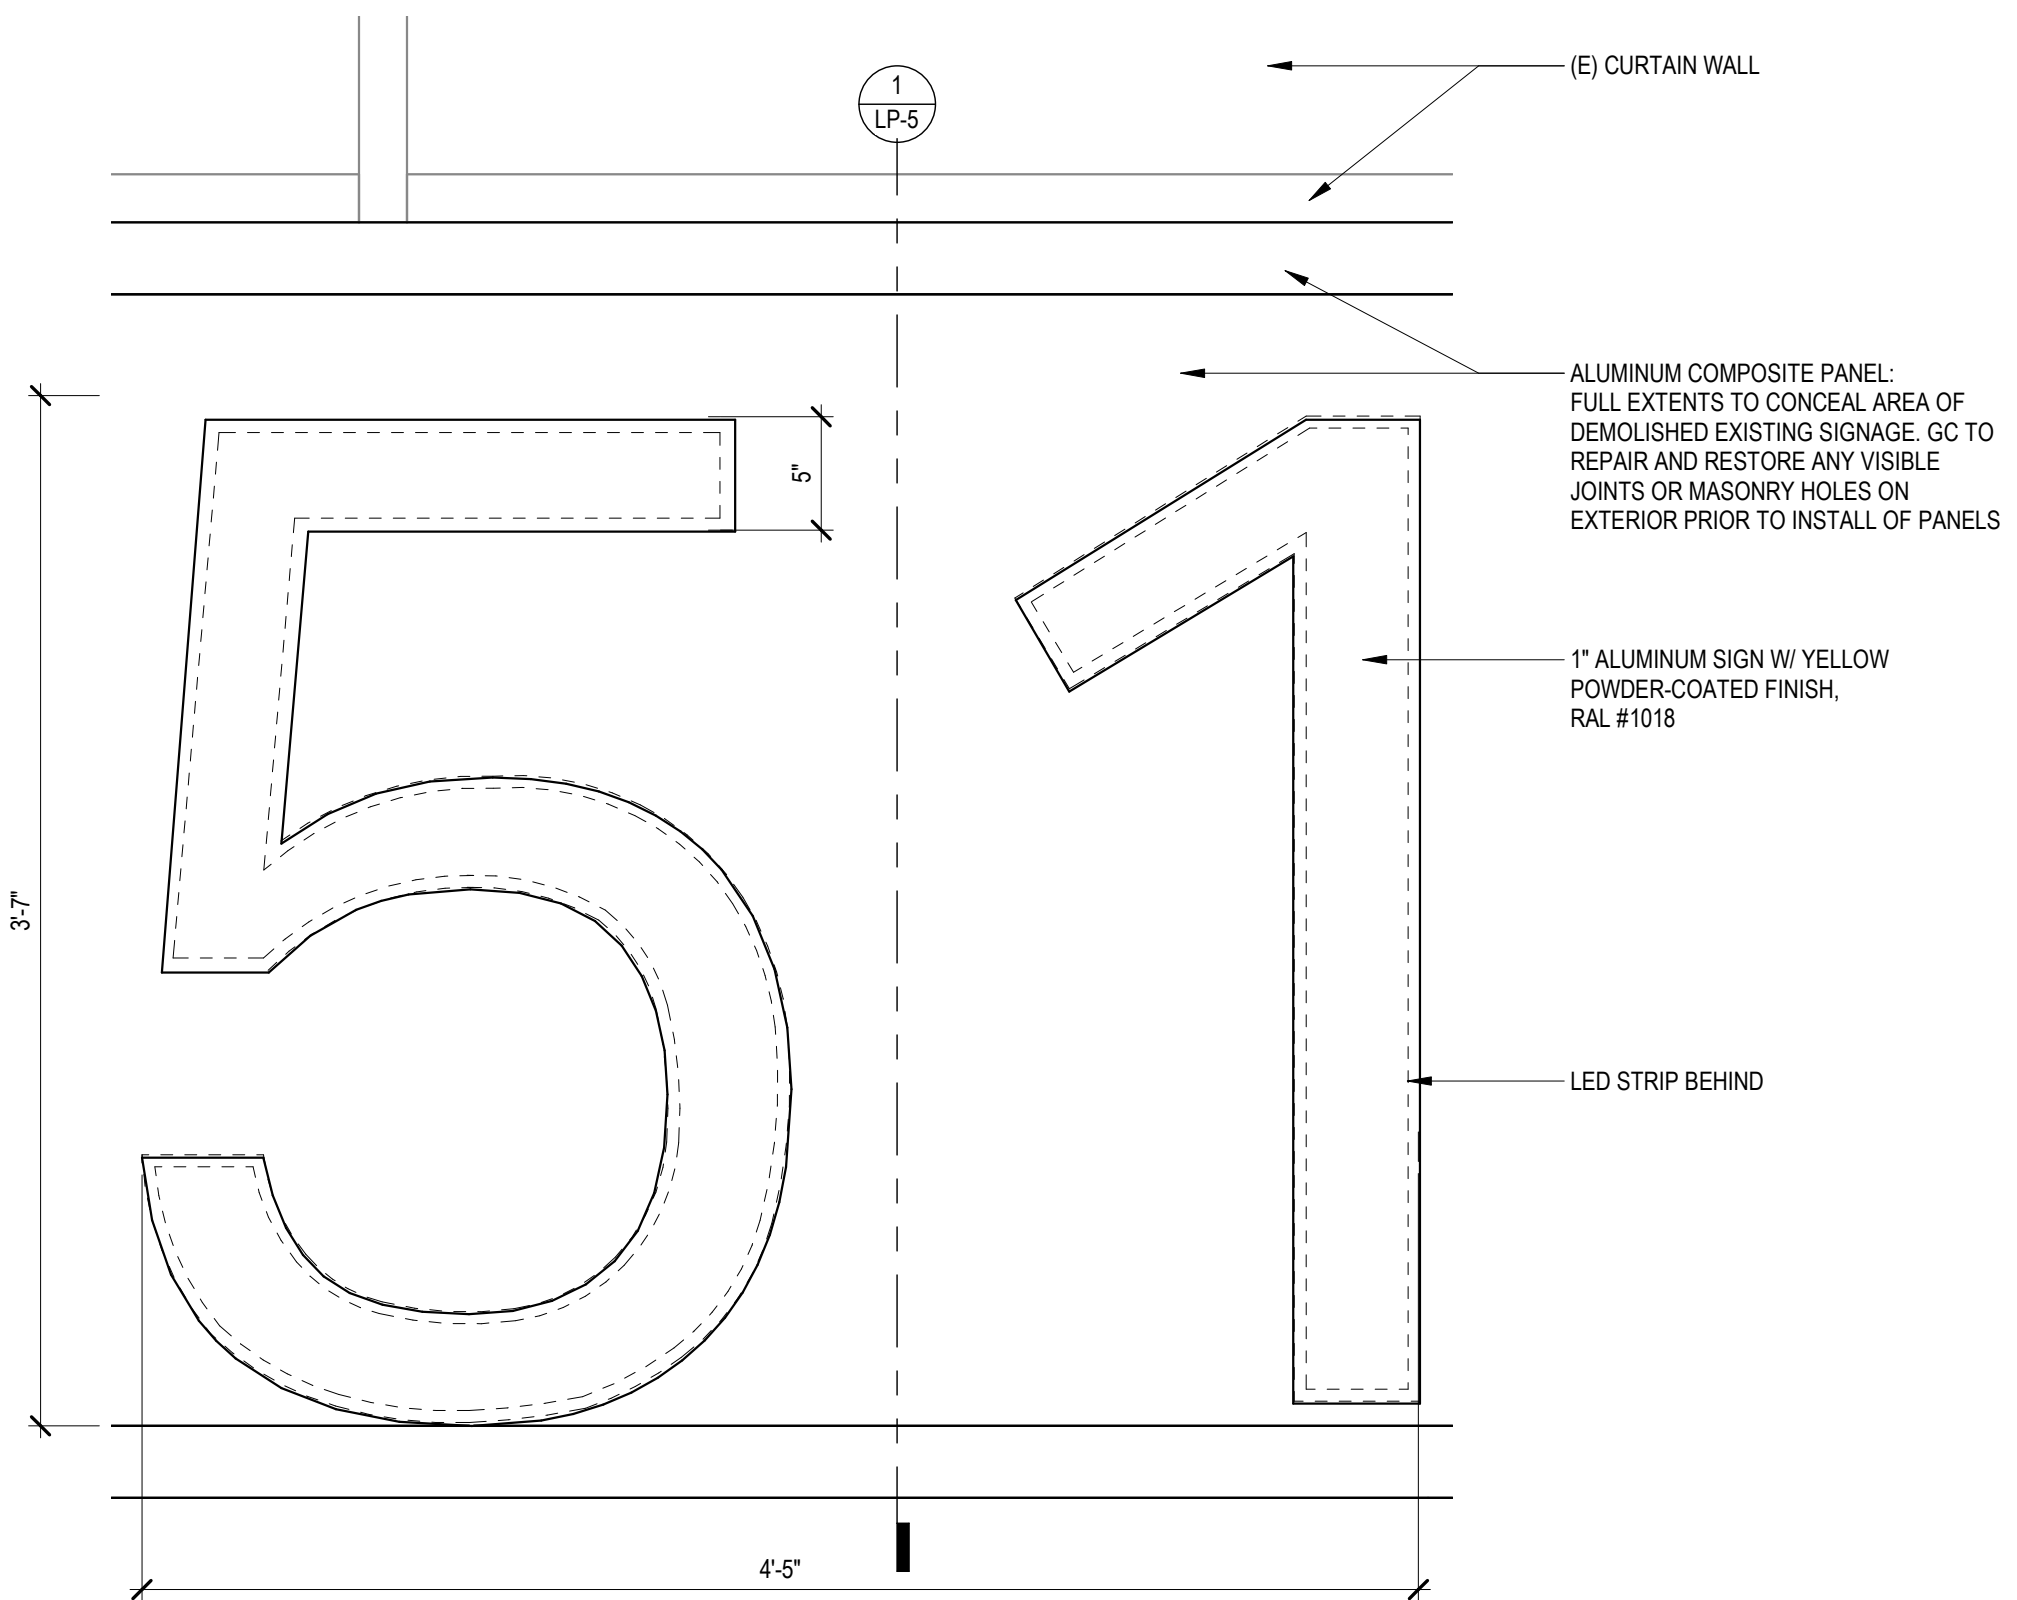 1
LP-5
(E) CURTAIN WALL
ALUMINUM COMPOSITE PANEL:
FULL EXTENTS TO CONCEAL AREA OF
DEMOLISHED EXISTING SIGNAGE. GC TO
REPAIR AND RESTORE ANY VISIBLE
JOINTS OR MASONRY HOLES ON
EXTERIOR PRIOR TO INSTALL OF PANELS
5"
51
1" ALUMINUM SIGN W/ YELLOW
POWDER-COATED FINISH,
RAL #1018
3'-7"
LED STRIP BEHIND
4'-5"